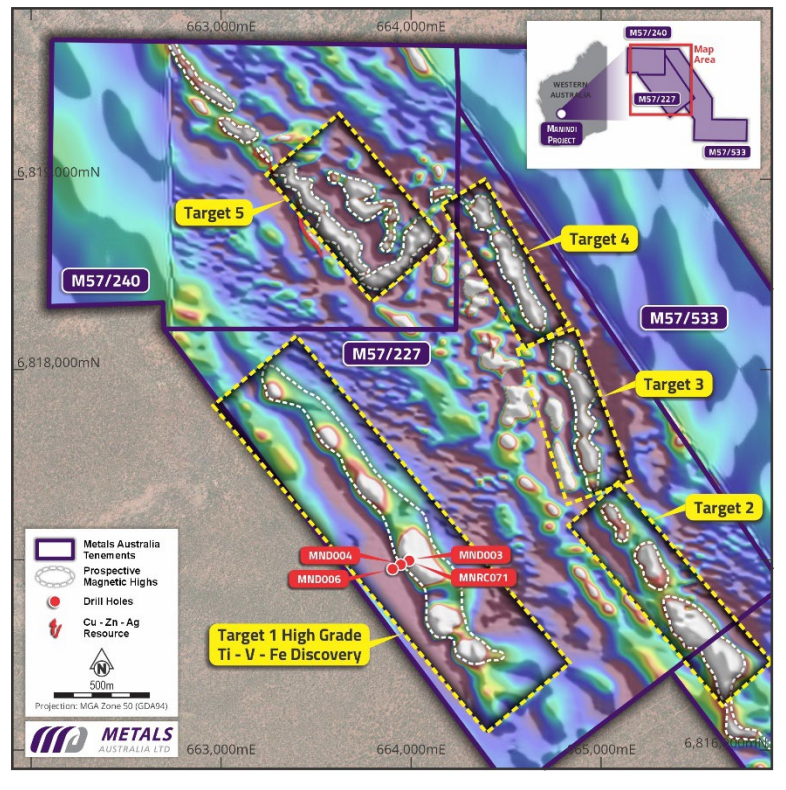 663,000mE
664,000mE
M57/240
Map
Area
WESTERN
AUSTRALIA
M57/227
MANINDI
PROJECT
M57/533
6,819,000mN
Target 5
Target 4
M57/240
M57/533
M57/227
6,818,000mN
Target 3
Target 2
MND004
MND003
MND006
MNRC071
Target 1 High Grade
Ti - V - Fe Discovery
Metals Australia
Tenements
Prospective
Magnetic Highs
Drill Holes
Cu - Zn - Ag
Resource
N
500m
Projection: MGA Zone 50 (GDA94)
METALS
AUSTRALIA LTD
663,000mE
664,000mE
665,000mE